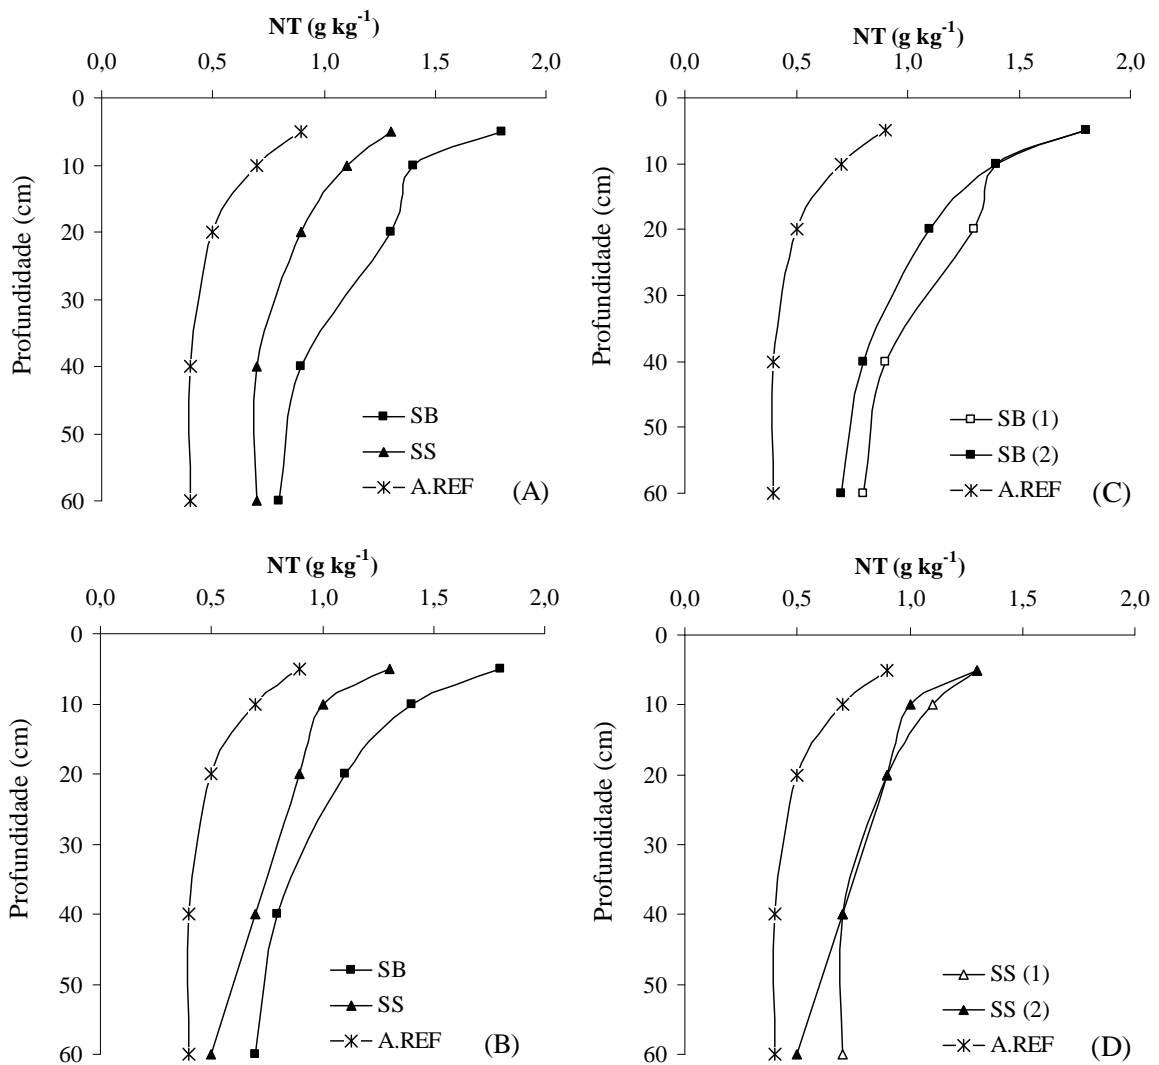 NT (g kg-1)
0,0 0,5 1,0 1,5 2,0
0
10
20
30
40
50
60
Profundidade (cm)
SB
SS
A.REF
(A)
NT (g kg-1)
0,0 0,5 1,0 1,5 2,0
0
10
20
30
40
50
60
Profundidade (cm)
SB (1)
SB (2)
A.REF
(C)
NT (g kg-1)
0,0 0,5 1,0 1,5 2,0
0
10
20
30
40
50
60
Profundidade (cm)
SB
SS
A.REF
(B)
NT (g kg-1)
0,0 0,5 1,0 1,5 2,0
0
10
20
30
40
50
60
Profundidade (cm)
SS (1)
SS (2)
A.REF
(D)